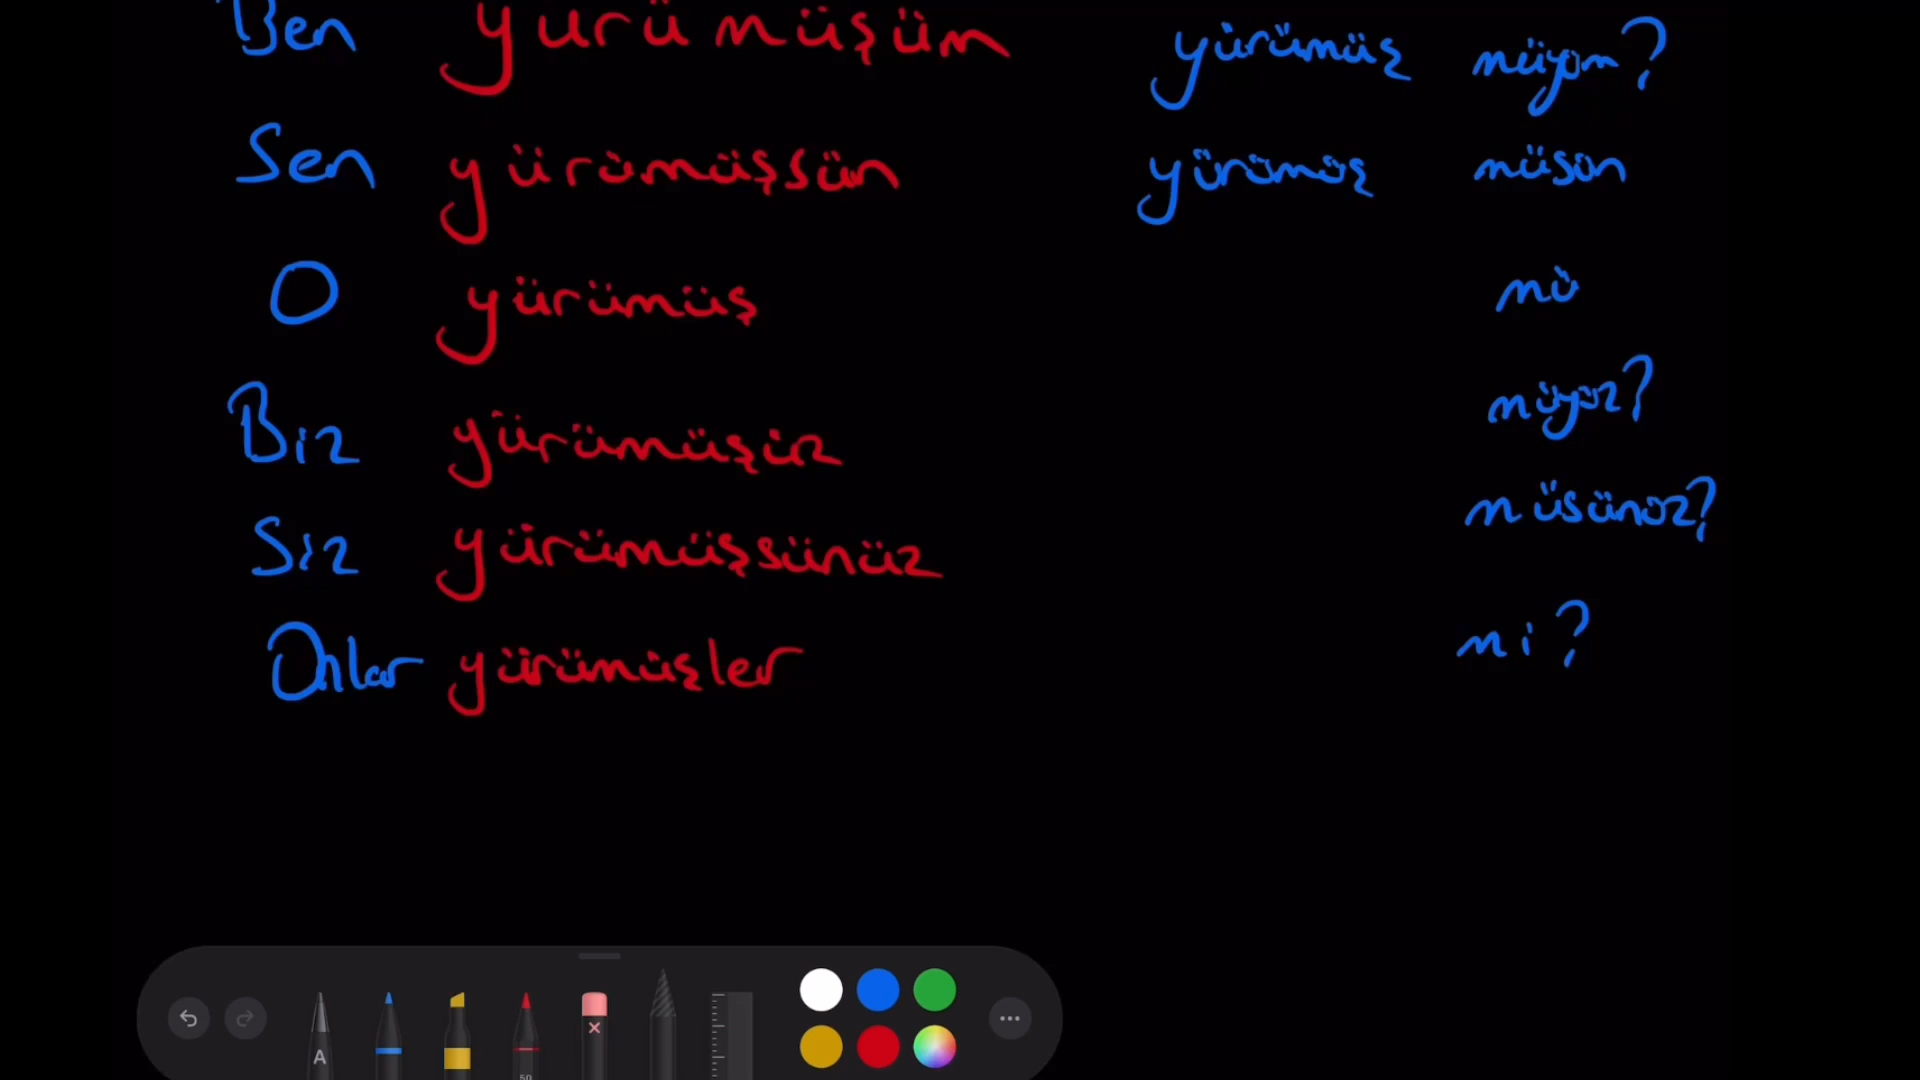 Ben yürümüşüm yürümüş müyüm?
Sen yürümüşsün yürümüş müsün
O yürümüş mü
Biz yürümüşüz müyüz?
Siz yürümüşsünüz müsünüz?
Onlar yürümüşler mi?
A
50